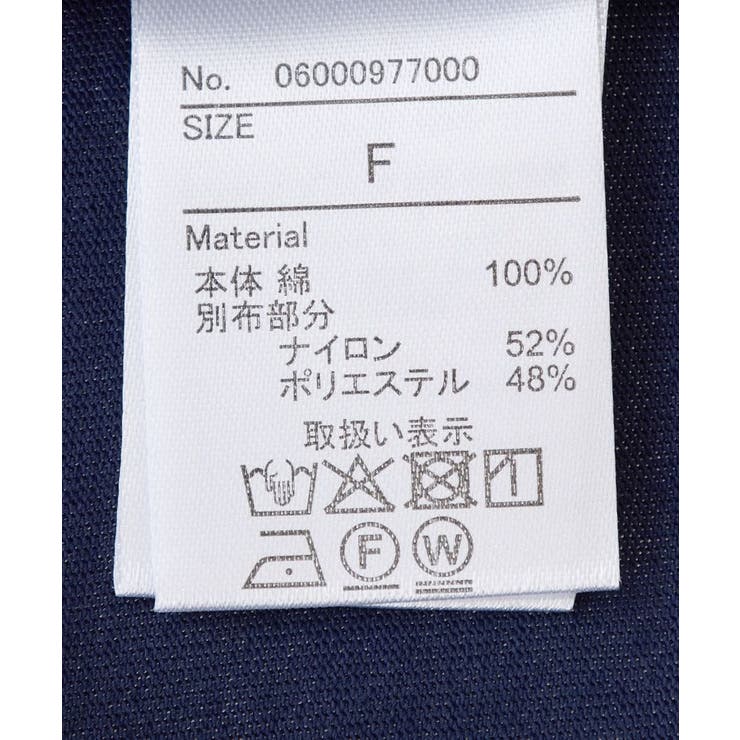 No. 06000977000
SIZE
F
Material
本体 綿 100%
別布部分
ナイロン 52%
ポリエステル 48%
取扱い表示
F W